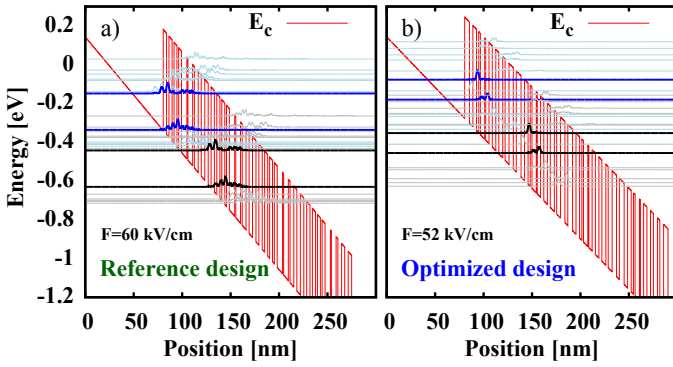 a) E_c
b) E_c
Energy [eV]
0.2
0
-0.2
-0.4
-0.6
-0.8
-1
-1.2
F=60 kV/cm
Reference design
F=52 kV/cm
Optimized design
0 50 100 150 200 250
0 50 100 150 200 250
Position [nm]
Position [nm]